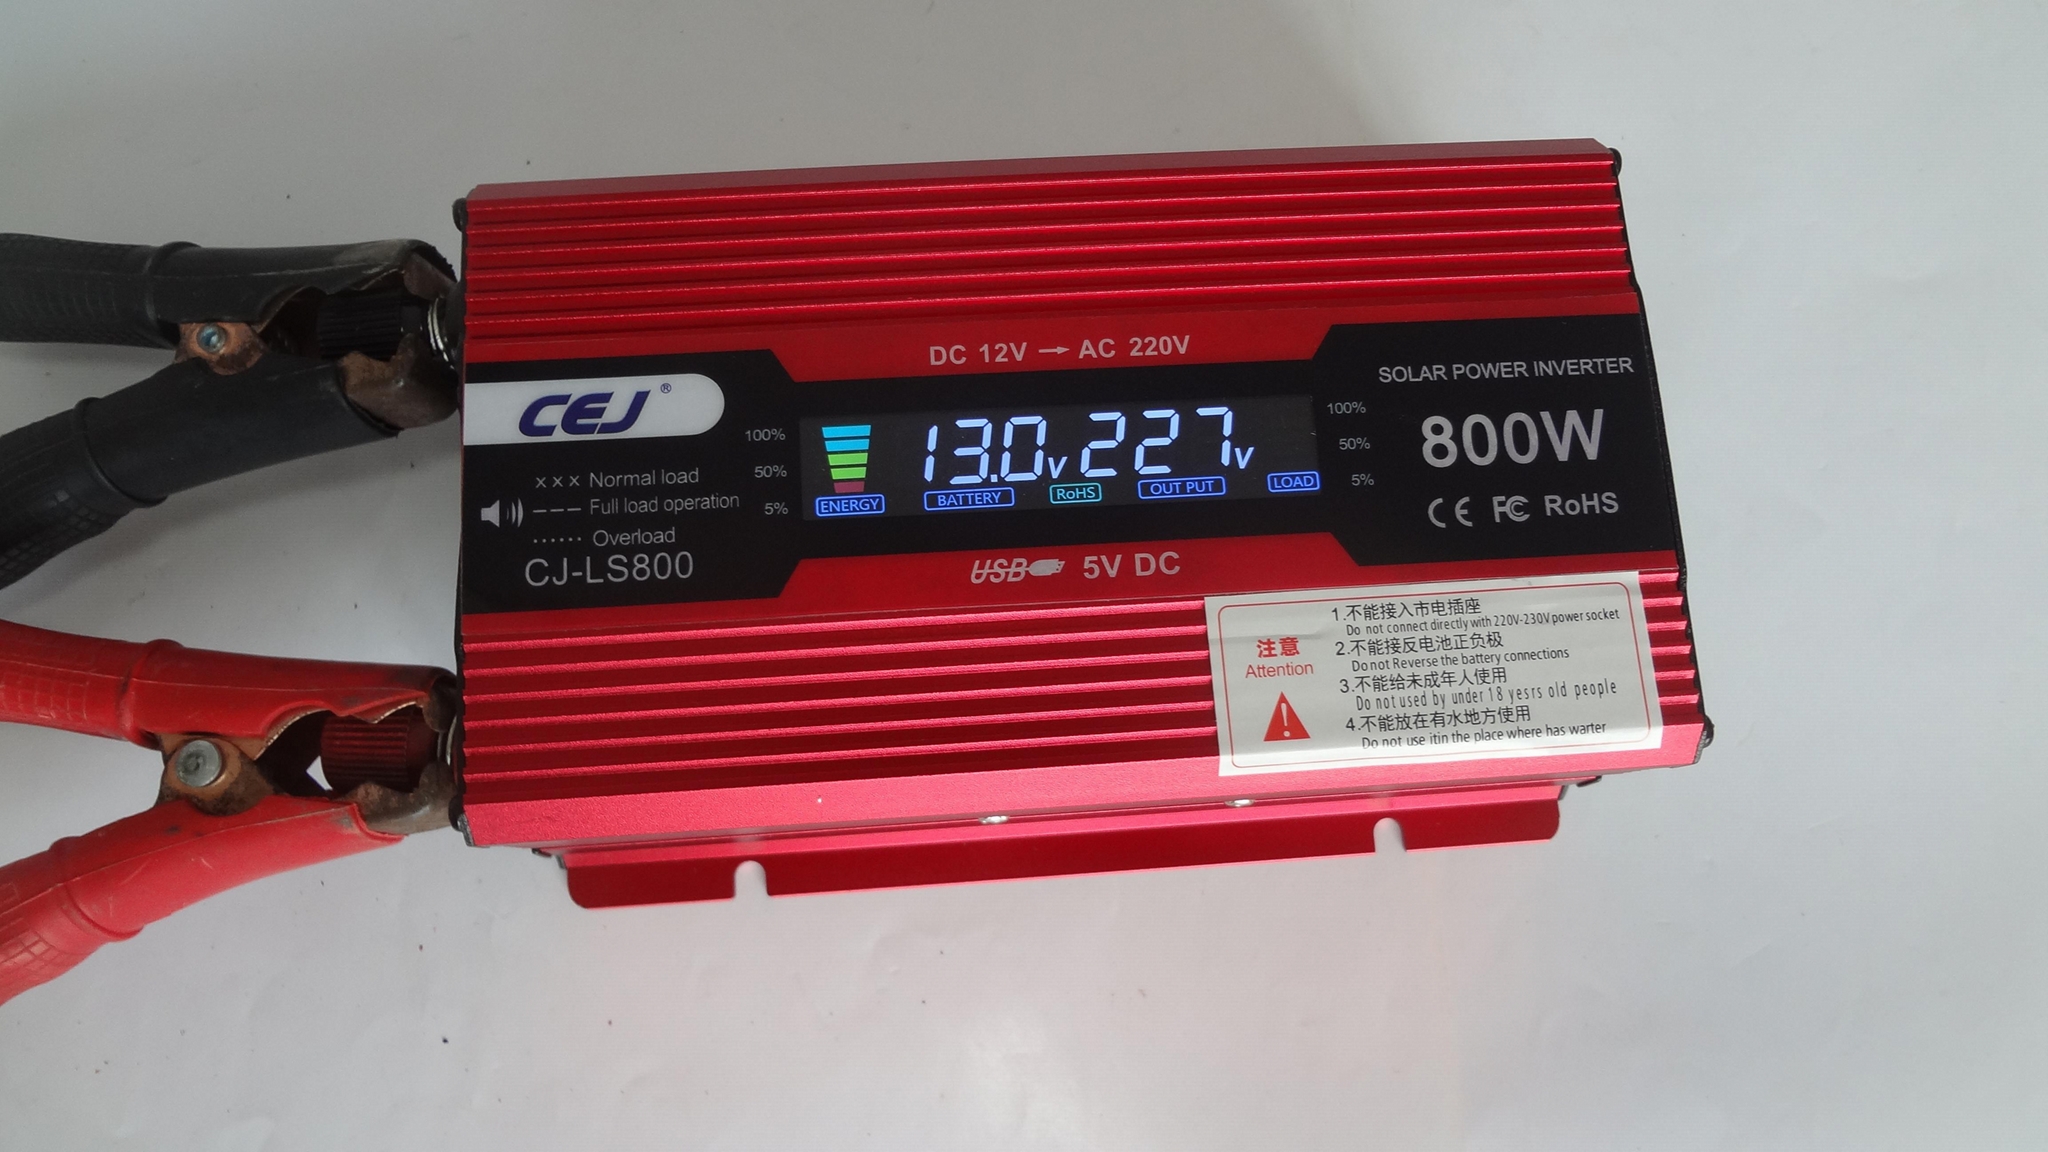 DC 12V → AC 220V
CEJ ®
××× Normal load
--- Full load operation
...... Overload
CJ-LS800
100%
50%
5%
13.0V 227V
ENERGY BATTERY RoHS OUT PUT LOAD
100%
50%
5%
SOLAR POWER INVERTER
800W
CE FC RoHS
USB 5V DC
注意
Attention
1.不能接入市电插座
Do not connect directly with 220V-230V power socket
2.不能接反电池正负极
Do not Reverse the battery connections
3.不能给未成年人使用
Do not used by under 18 yesrs old people
4.不能放在有水地方使用
Do not use itin the place where has warter